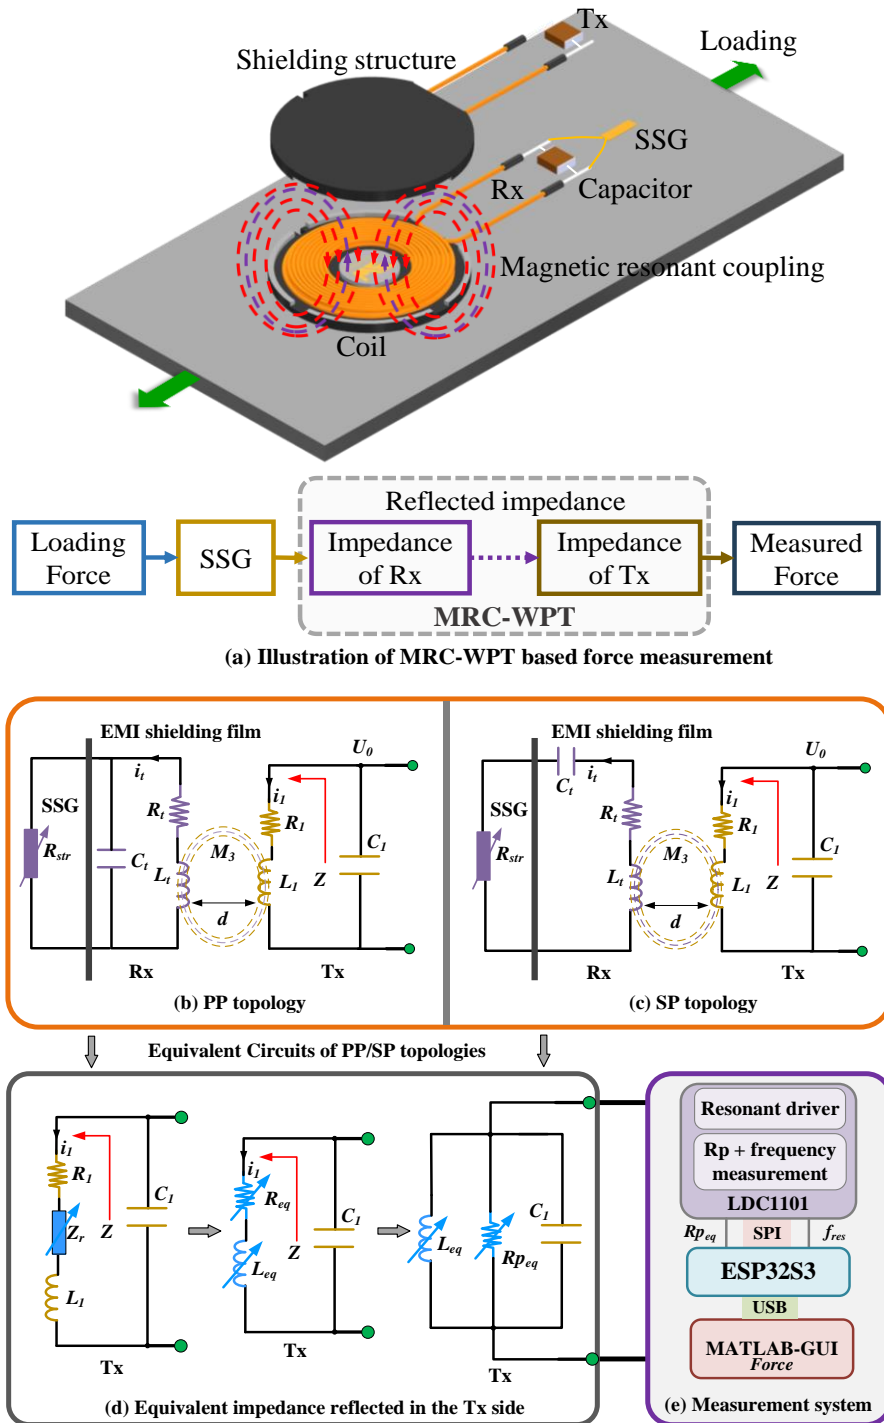 Tx
Shielding structure
Loading
SSG
Rx
Capacitor
Magnetic resonant coupling
Coil
Reflected impedance
Loading
Force
SSG
Impedance
of Rx
Impedance
of Tx
Measured
Force
MRC-WPT
(a) Illustration of MRC-WPT based force measurement
EMI shielding film
U0
it
i1
SSG
Rt
R1
Rstr
Ct
M3
C1
Lt
L1
Z
d
Rx
Tx
(b) PP topology
EMI shielding film
U0
Ct
it
i1
SSG
Rt
R1
Rstr
M3
C1
Lt
L1
Z
d
Rx
Tx
(c) SP topology
Equivalent Circuits of PP/SP topologies
i1
R1
C1
Zr
Z
L1
Tx
i1
Req
C1
Leq
Z
Tx
C1
Leq
Rpeq
Tx
(d) Equivalent impedance reflected in the Tx side
Resonant driver
Rp + frequency
measurement
LDC1101
Rpeq
SPI
fres
ESP32S3
USB
MATLAB-GUI
Force
(e) Measurement system